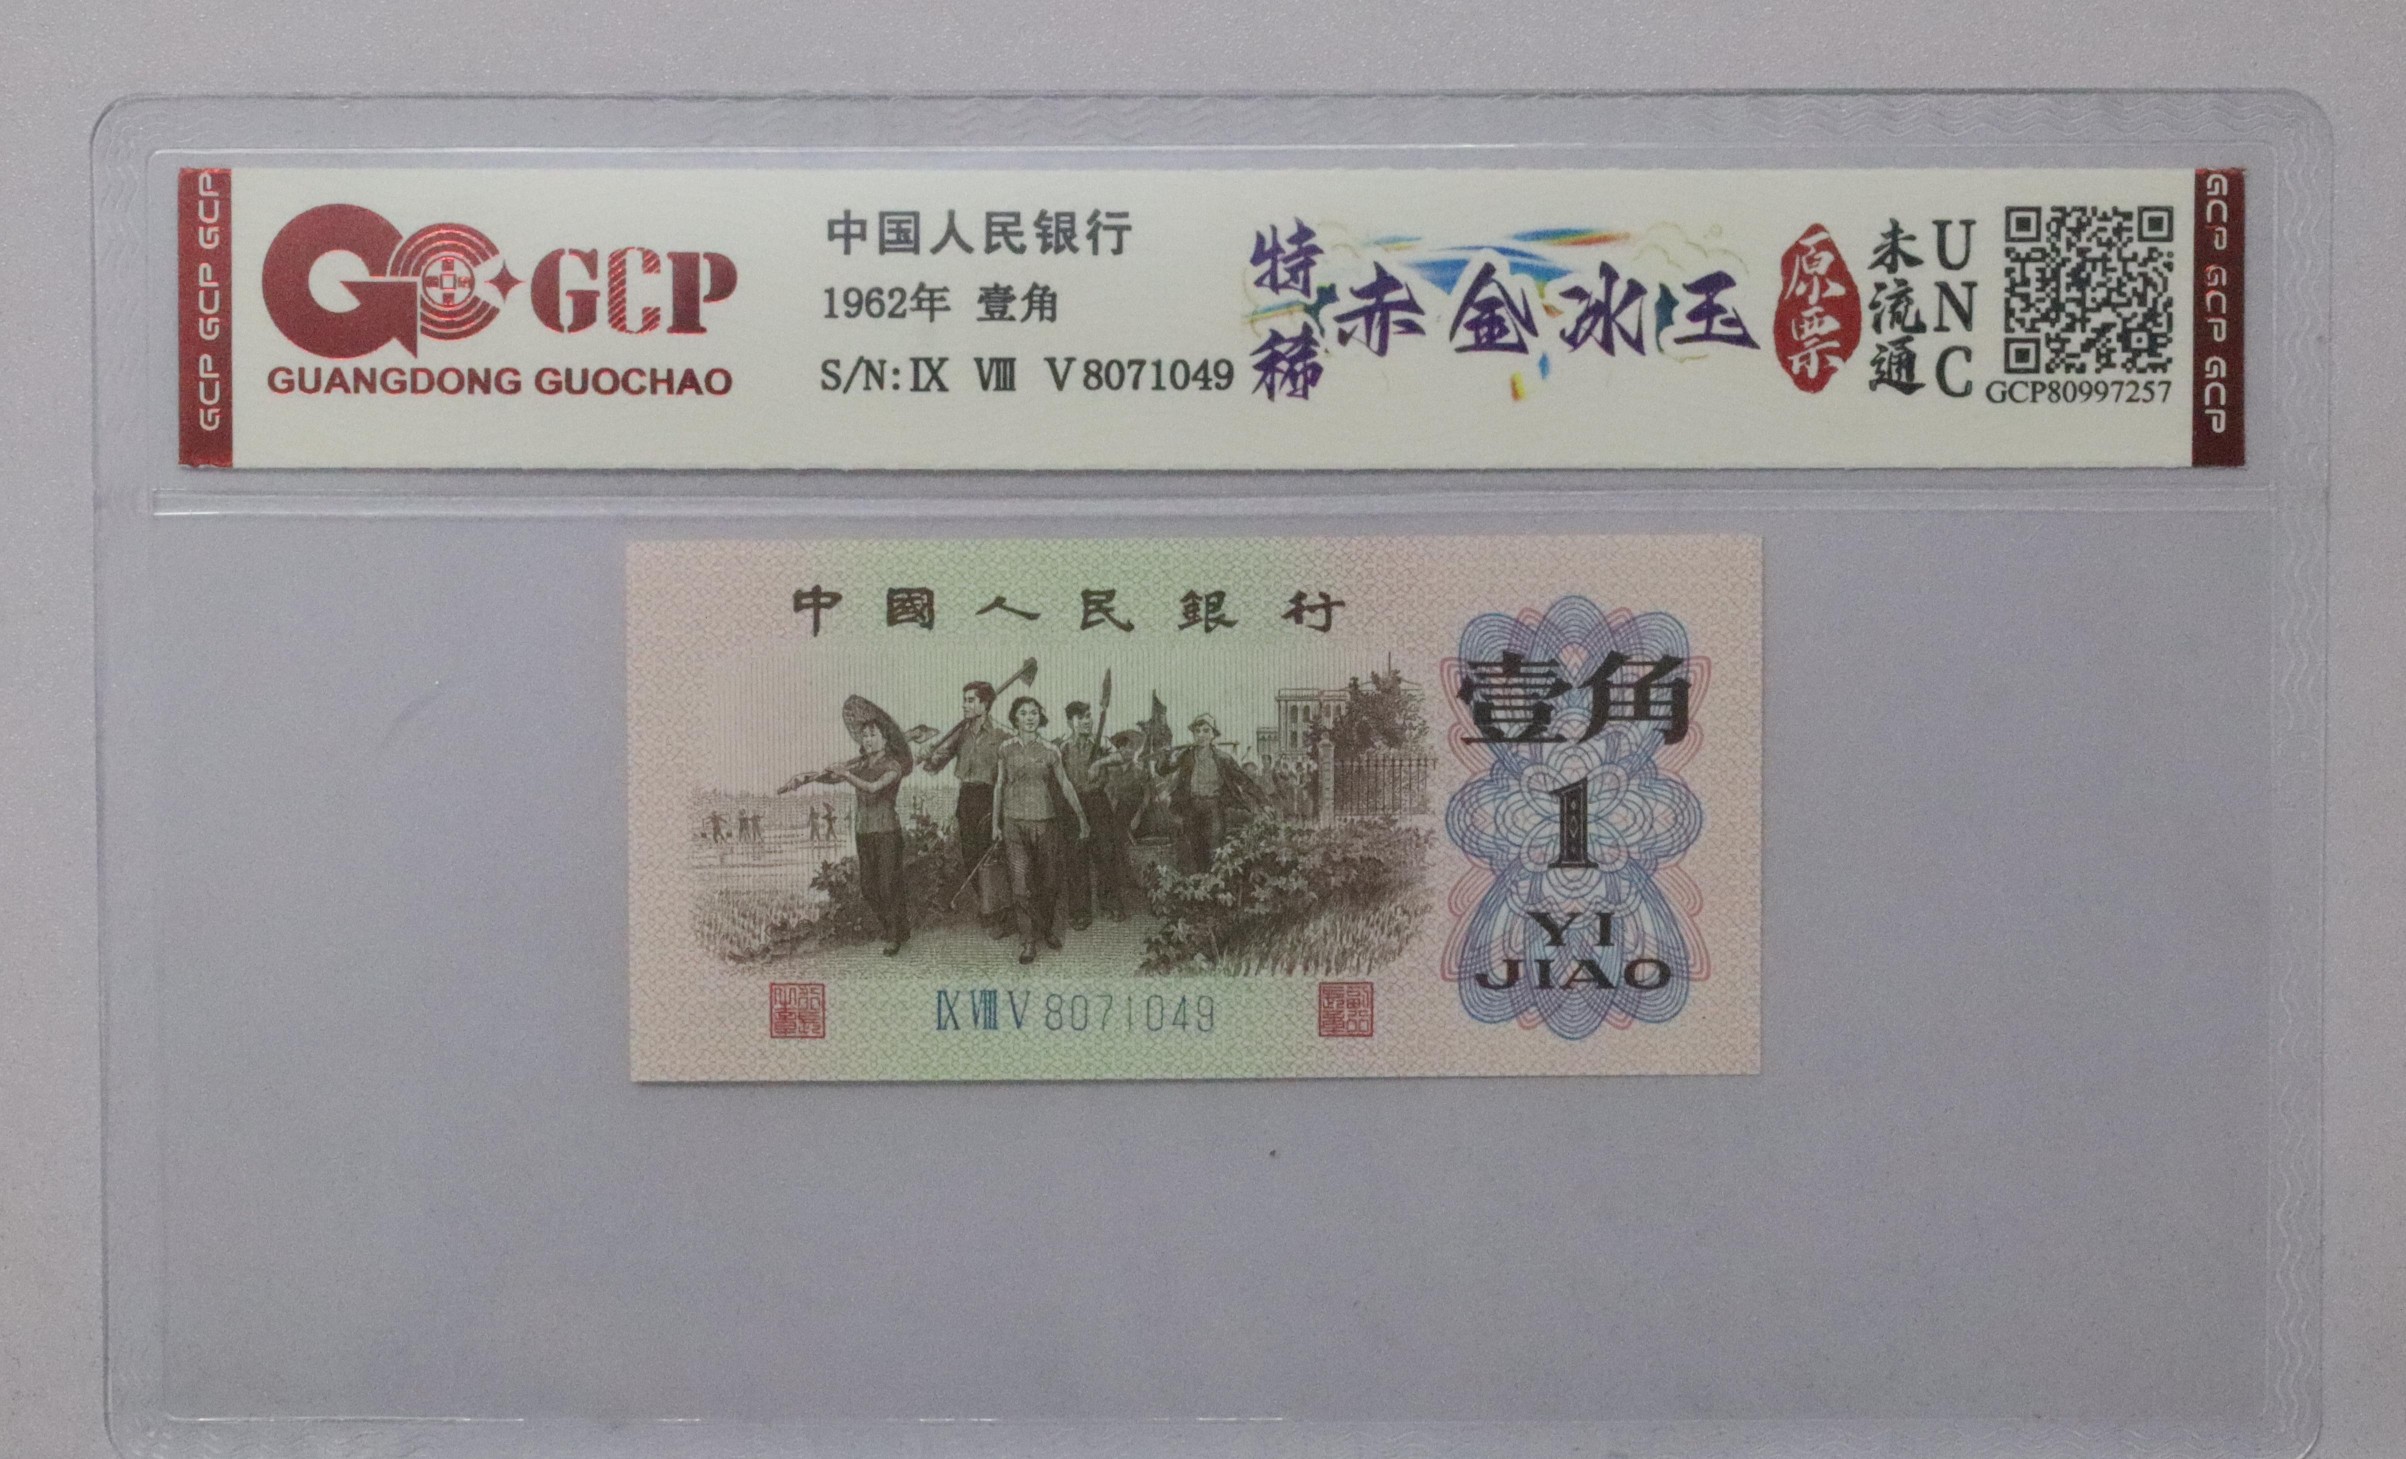 GCP GCP GCP
GCP
GUANGDONG GUOCHAO
中国人民银行
1962年 壹角
S/N: Ⅸ Ⅷ Ⅴ 8071049
特稀
赤金冰玉
原票
未流通
UNC
GCP80997257
GCP GCP GCP
中國人民銀行
壹角
1
YI
JIAO
Ⅸ Ⅷ Ⅴ 8071049